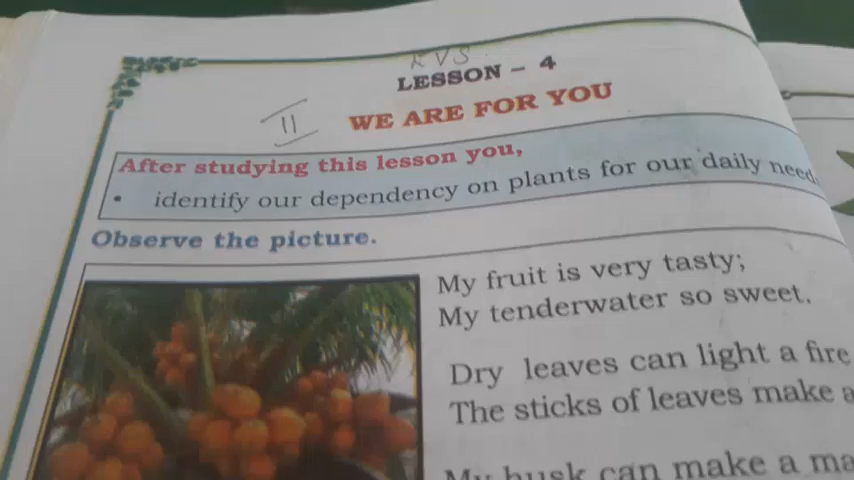 KVS
LESSON – 4
II
WE ARE FOR YOU
After studying this lesson you,
• identify our dependency on plants for our daily need
Observe the picture.
My fruit is very tasty;
My tenderwater so sweet.
Dry leaves can light a fire
The sticks of leaves make a
My husk can make a ma